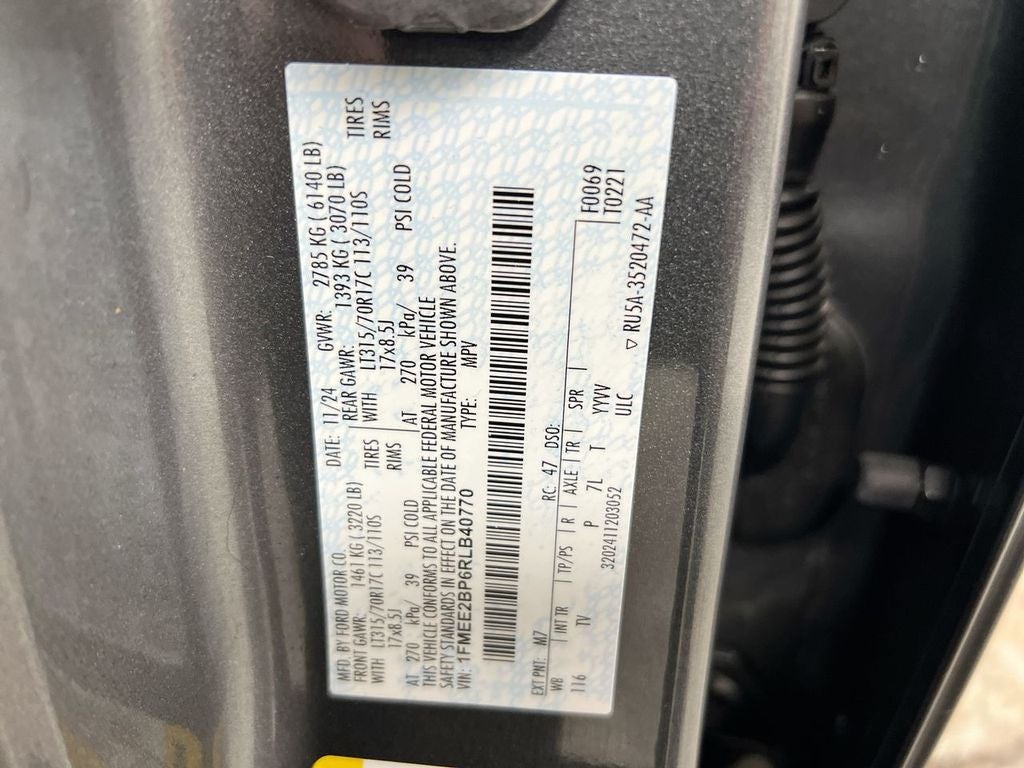 MFD. BY FORD MOTOR CO. DATE: 11/24 GVWR: 2785 KG ( 6140 LB)
FRONT GAWR: 1461 KG ( 3220 LB) REAR GAWR: 1393 KG ( 3070 LB)
WITH LT315/70R17C 113/110S TIRES WITH LT315/70R17C 113/110S TIRES
17x8.5J RIMS 17x8.5J RIMS
AT 270 kPa/ 39 PSI COLD AT 270 kPa/ 39 PSI COLD
THIS VEHICLE CONFORMS TO ALL APPLICABLE FEDERAL MOTOR VEHICLE
SAFETY STANDARDS IN EFFECT ON THE DATE OF MANUFACTURE SHOWN ABOVE.
VIN: 1FMEE2BP6RLB40770 TYPE: MPV
EXT PNT: M7 RC: 47 DSO: F0069
WB INT TR TP/PS R AXLE TR SPR T0221
116 TV P 7L T YYVV
3202411203052 ULC ▽ RU5A-3520472-AA